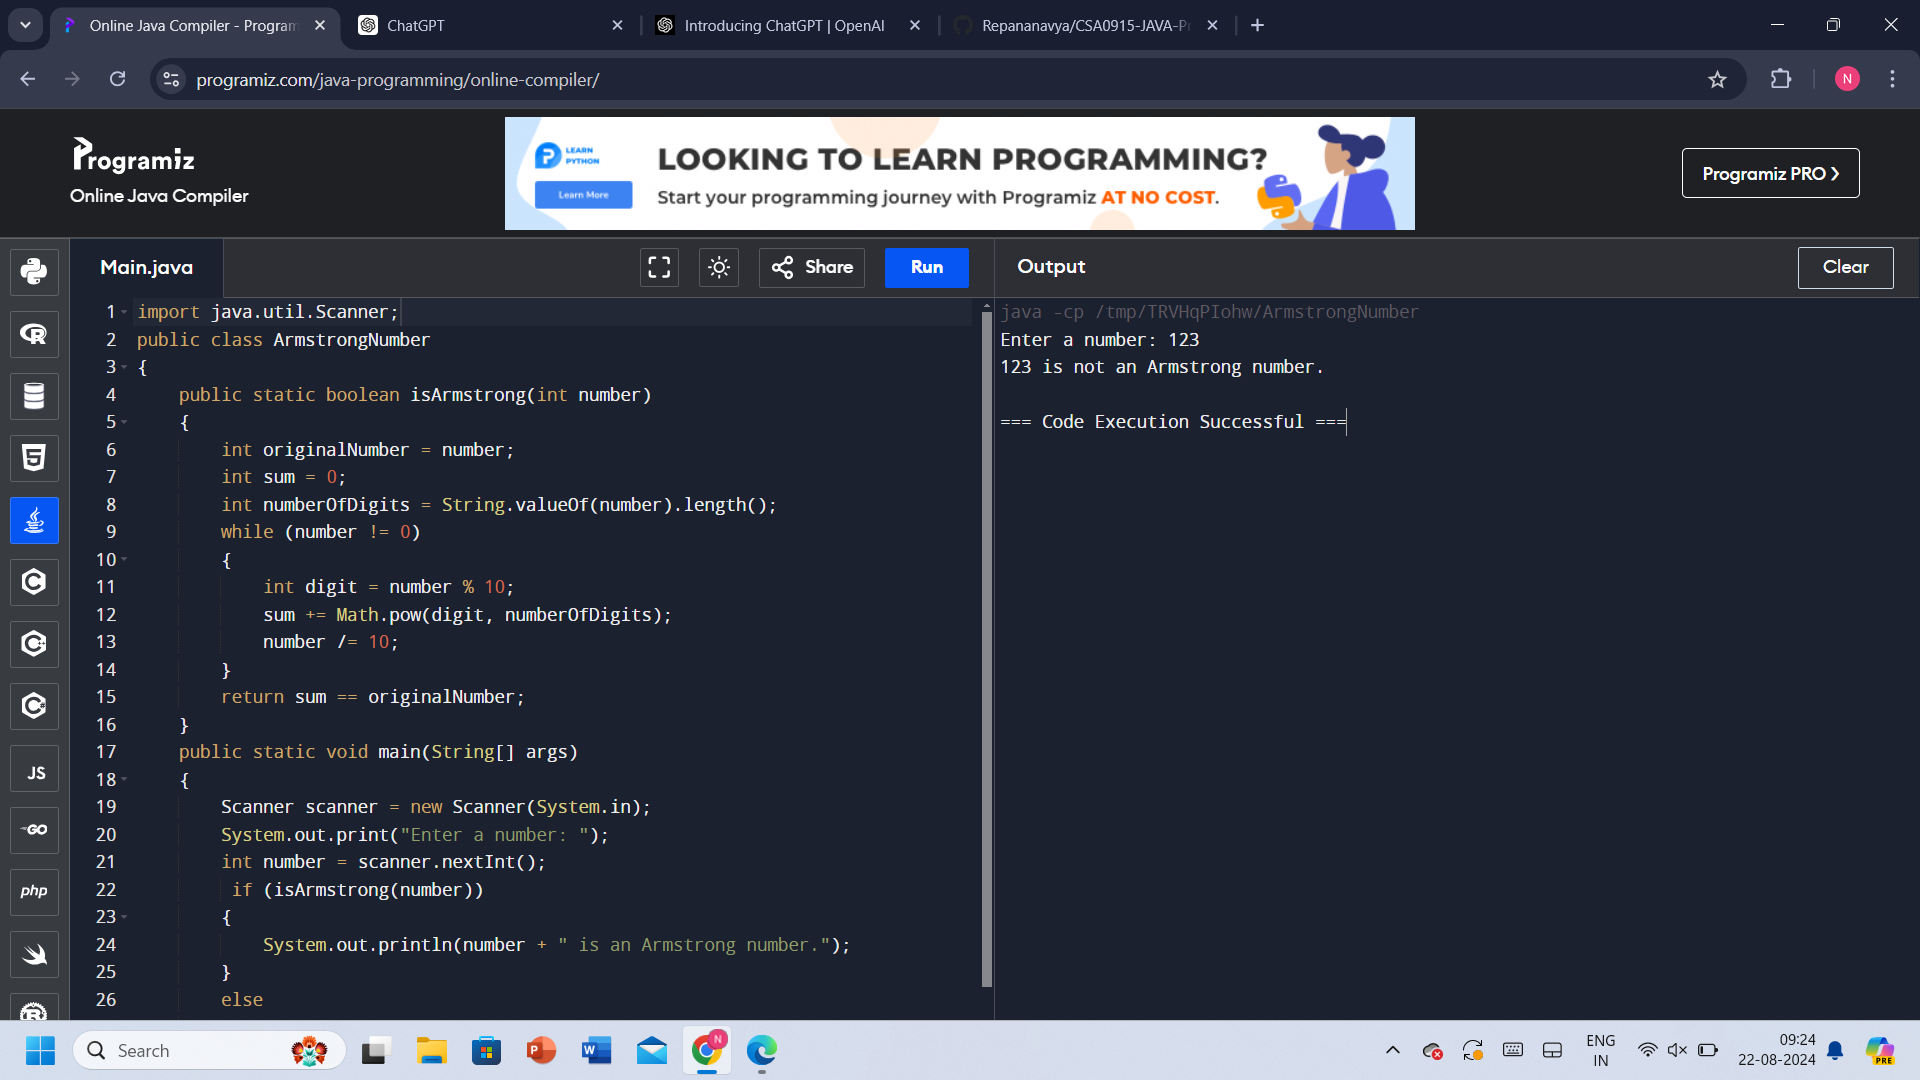 Online Java Compiler - Program
ChatGPT
Introducing ChatGPT | OpenAI
Repananavya/CSA0915-JAVA-Pr
programiz.com/java-programming/online-compiler/
N
Programiz
Online Java Compiler
LEARN
PYTHON
Learn More
LOOKING TO LEARN PROGRAMMING?
Start your programming journey with Programiz AT NO COST.
Programiz PRO
Main.java
Share
Run
Output
Clear
1 import java.util.Scanner;
2 public class ArmstrongNumber
3 {
4 public static boolean isArmstrong(int number)
5 {
6 int originalNumber = number;
7 int sum = 0;
8 int numberOfDigits = String.valueOf(number).length();
9 while (number != 0)
10 {
11 int digit = number % 10;
12 sum += Math.pow(digit, numberOfDigits);
13 number /= 10;
14 }
15 return sum == originalNumber;
16 }
17 public static void main(String[] args)
18 {
19 Scanner scanner = new Scanner(System.in);
20 System.out.print("Enter a number: ");
21 int number = scanner.nextInt();
22 if (isArmstrong(number))
23 {
24 System.out.println(number + " is an Armstrong number.");
25 }
26 else
java -cp /tmp/TRVHqPIohw/ArmstrongNumber
Enter a number: 123
123 is not an Armstrong number.
=== Code Execution Successful ===
JS
GO
php
Search
N
ENG
IN
09:24
22-08-2024
PRE